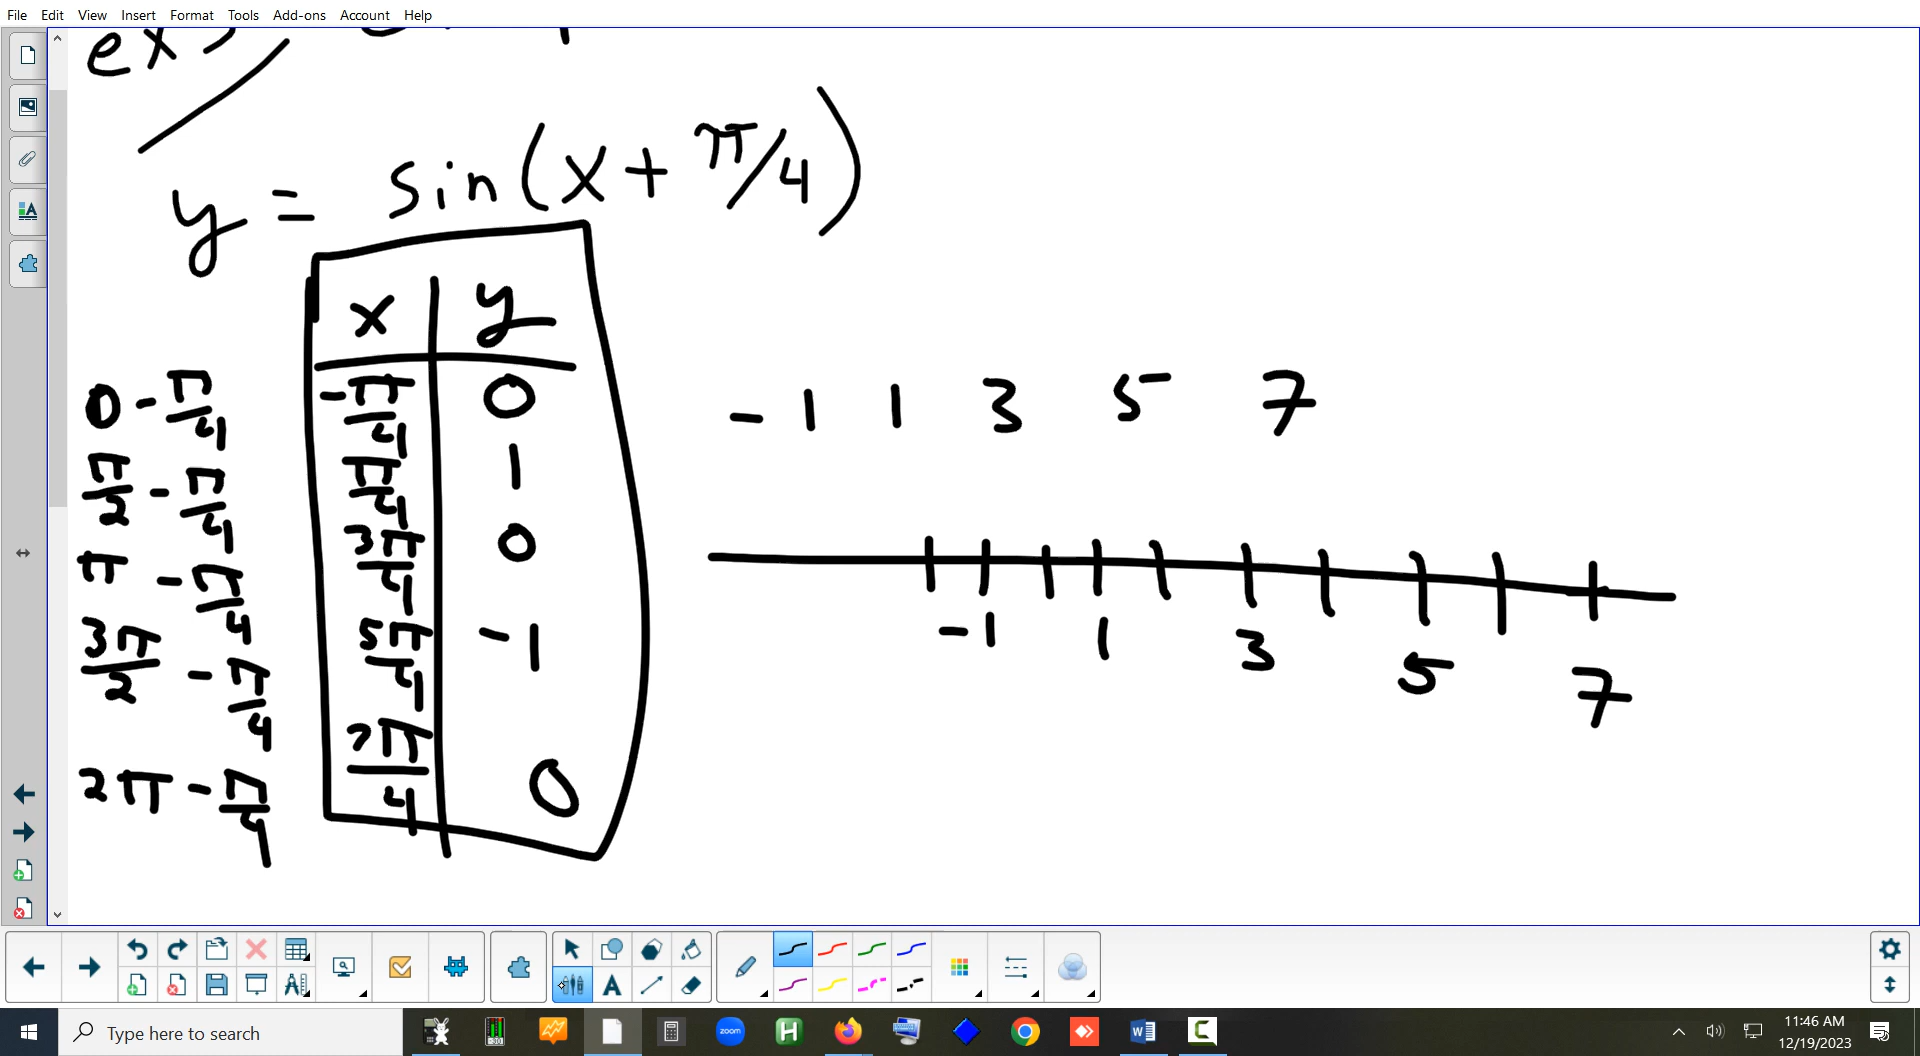 File Edit View Insert Format Tools Add-ons Account Help
ex
y = sin(x + π/4)
x y
0 - π/4 -π/4 0
π/2 - π/4 π/4 1
π - π/4 3π/4 0
3π/2 - π/4 5π/4 -1
2π - π/4 7π/4 0
-1 1 3 5 7
-1 1 3 5 7
Type here to search
zoom
11:46 AM
12/19/2023